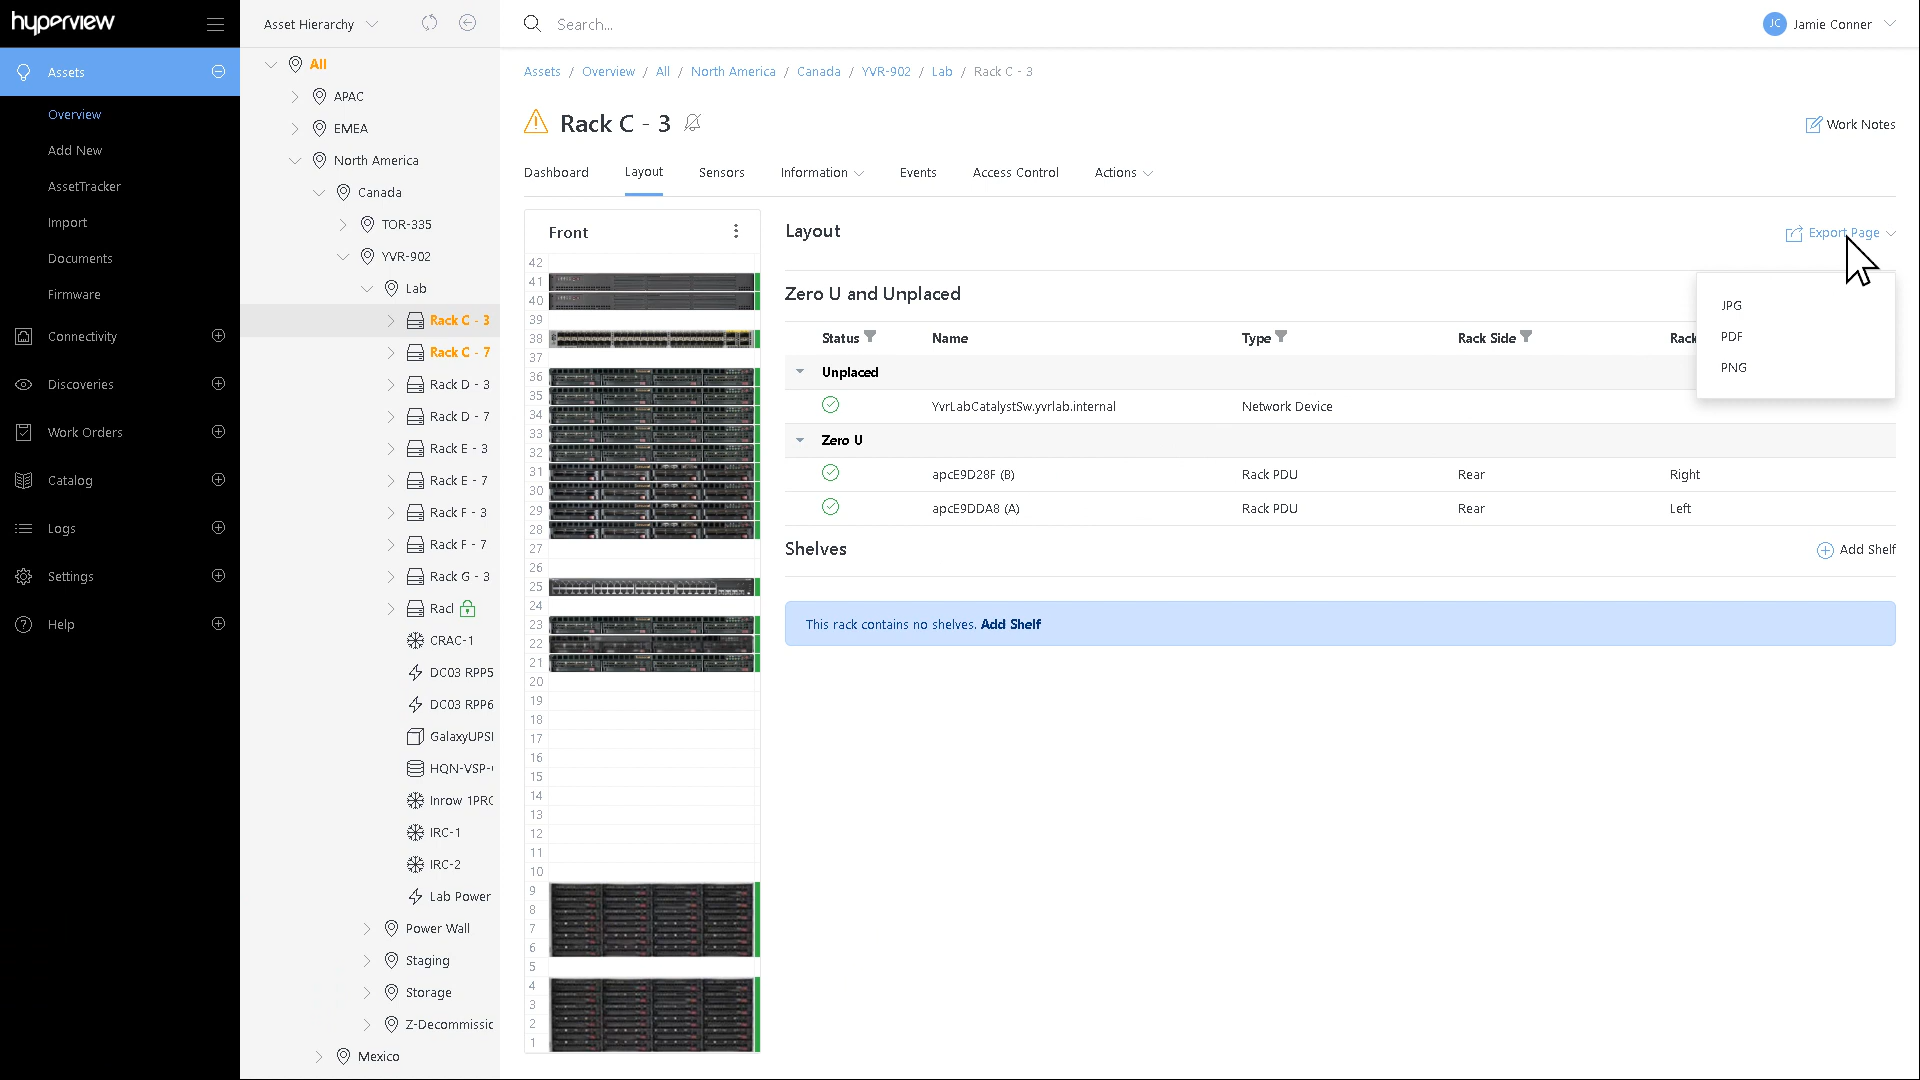 hyperview
Asset Hierarchy
Search...
JC Jamie Conner
Assets
Overview
Add New
AssetTracker
Import
Documents
Firmware
Connectivity
Discoveries
Work Orders
Catalog
Logs
Settings
Help
All
APAC
EMEA
North America
Canada
TOR-335
YVR-902
Lab
Rack C - 3
Rack C - 7
Rack D - 3
Rack D - 7
Rack E - 3
Rack E - 7
Rack F - 3
Rack F - 7
Rack G - 3
Racl
CRAC-1
DC03 RPP5
DC03 RPP6
GalaxyUPSI
HQN-VSP-
Inrow 1PRC
IRC-1
IRC-2
Lab Power
Power Wall
Staging
Storage
Z-Decommissic
Mexico
Assets / Overview / All / North America / Canada / YVR-902 / Lab / Rack C - 3
Rack C - 3
Work Notes
Dashboard Layout Sensors Information Events Access Control Actions
Front
42
41
40
39
38
37
36
35
34
33
32
31
30
29
28
27
26
25
24
23
22
21
20
19
18
17
16
15
14
13
12
11
10
9
8
7
6
5
4
3
2
1
Layout
Export Page
JPG
PDF
PNG
Zero U and Unplaced
Status Name Type Rack Side Rack
Unplaced
YvrLabCatalystSw.yvrlab.internal Network Device
Zero U
apcE9D28F (B) Rack PDU Rear Right
apcE9DDA8 (A) Rack PDU Rear Left
Shelves
Add Shelf
This rack contains no shelves. Add Shelf